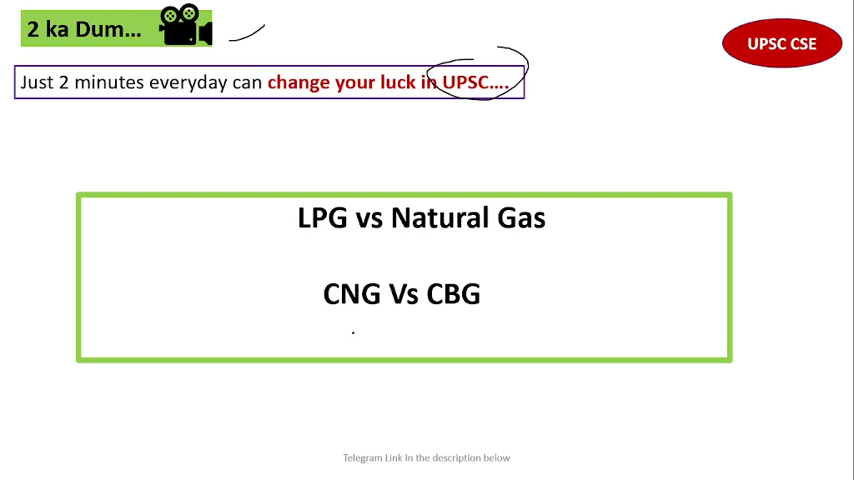 2 ka Dum...
UPSC CSE
Just 2 minutes everyday can change your luck in UPSC....
LPG vs Natural Gas
CNG Vs CBG
Telegram Link In the description below